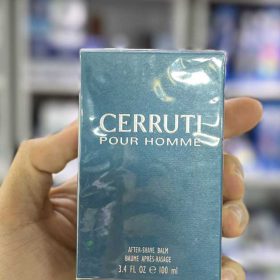 CERRUTI
POUR HOMME
AFTER-SHAVE BALM
BAUME APRÈS-RASAGE
3.4 FL OZ ℮ 100 ml